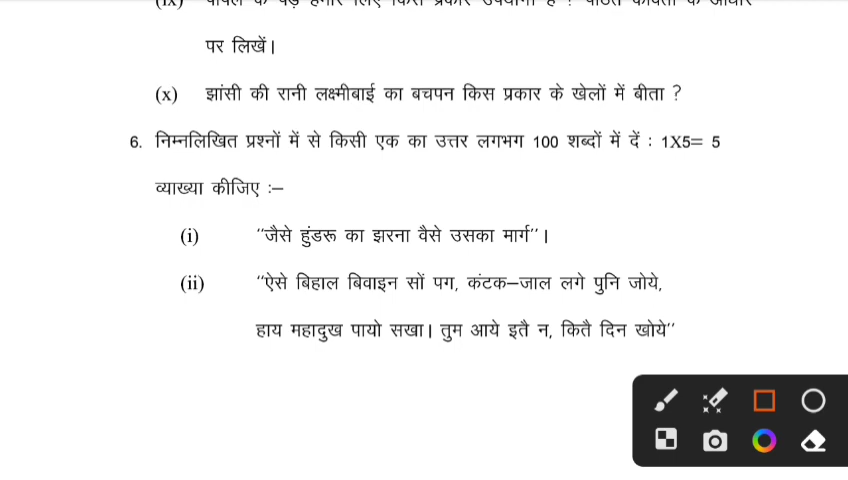 पर लिखें।
(x) झांसी की रानी लक्ष्मीबाई का बचपन किस प्रकार के खेलों में बीता ?
6. निम्नलिखित प्रश्नों में से किसी एक का उत्तर लगभग 100 शब्दों में दें : 1X5= 5
व्याख्या कीजिए :–
(i) ‘‘जैसे हुंडरू का झरना वैसे उसका मार्ग’’।
(ii) ‘‘ऐसे बिहाल बिवाइन सों पग, कंटक–जाल लगे पुनि जोये,
हाय महादुख पायो सखा। तुम आये इतै न, कितै दिन खोये’’